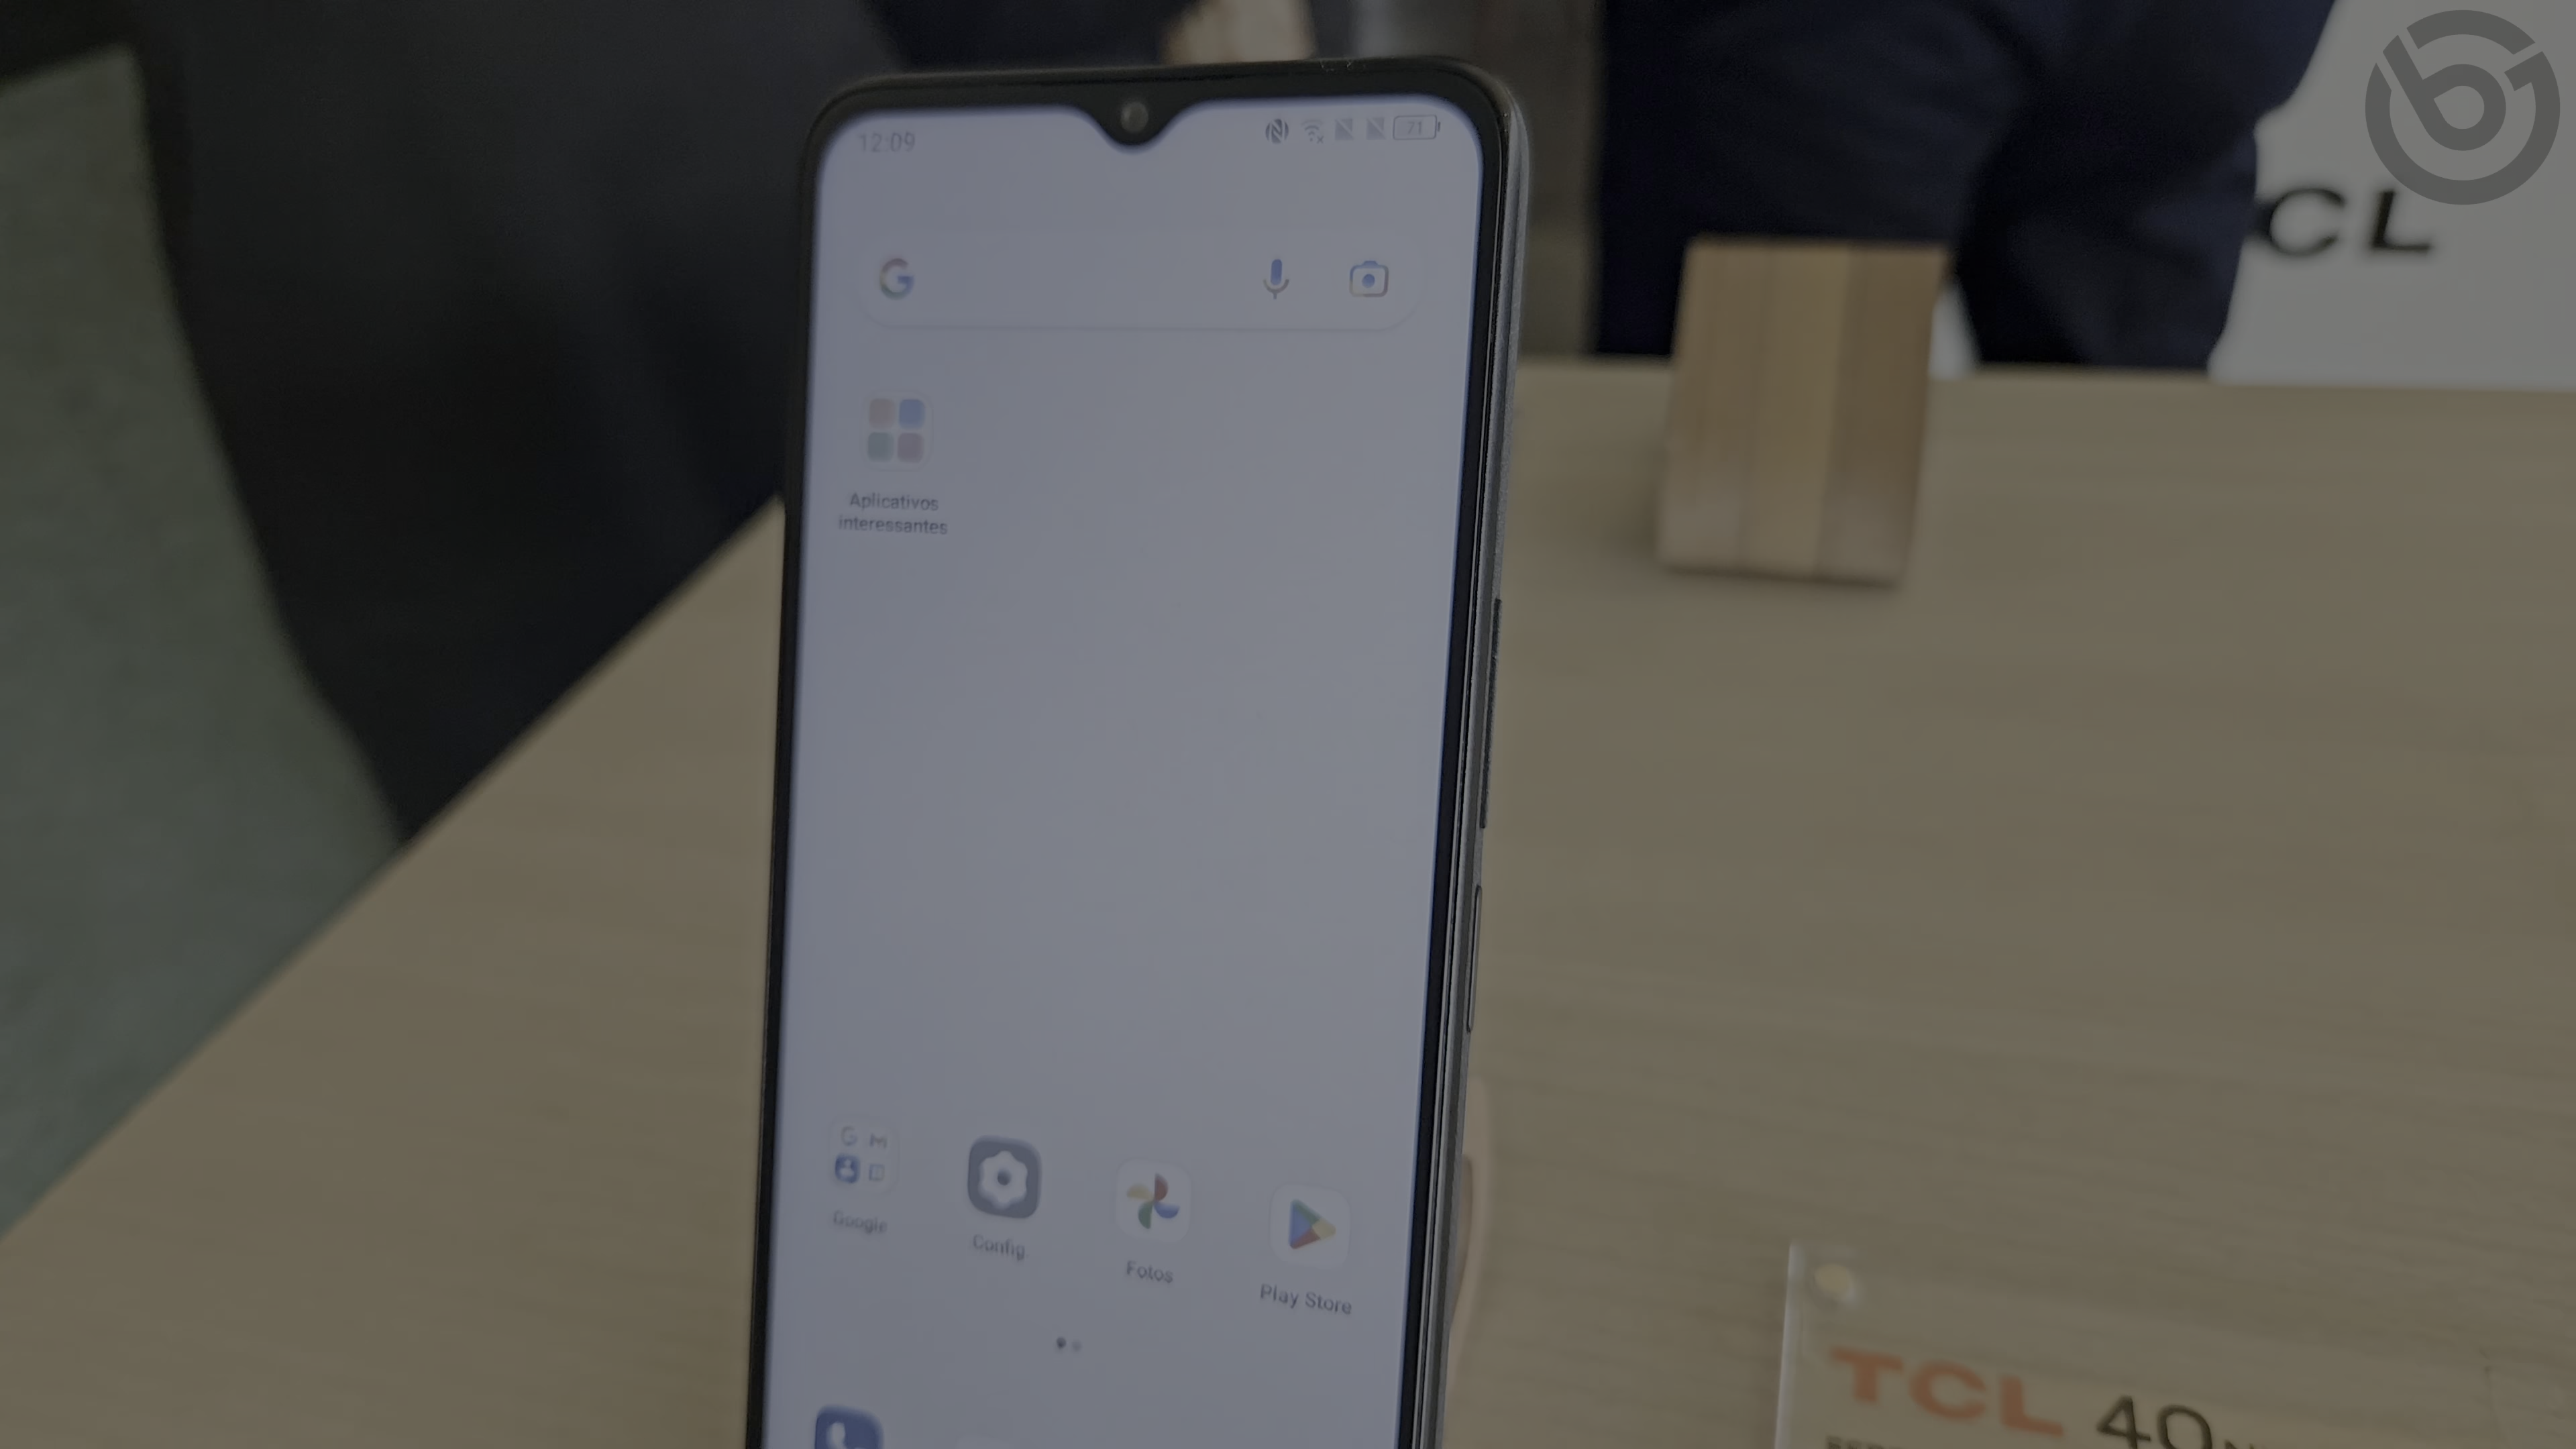 12:09
71
CL
Aplicativos
interessantes
Google
Config.
Fotos
Play Store
TCL 40